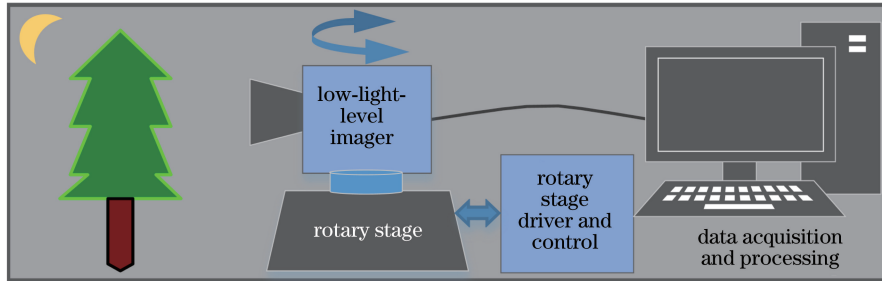 low-light-
level
imager
rotary stage
rotary
stage
driver and
control
data acquisition
and processing